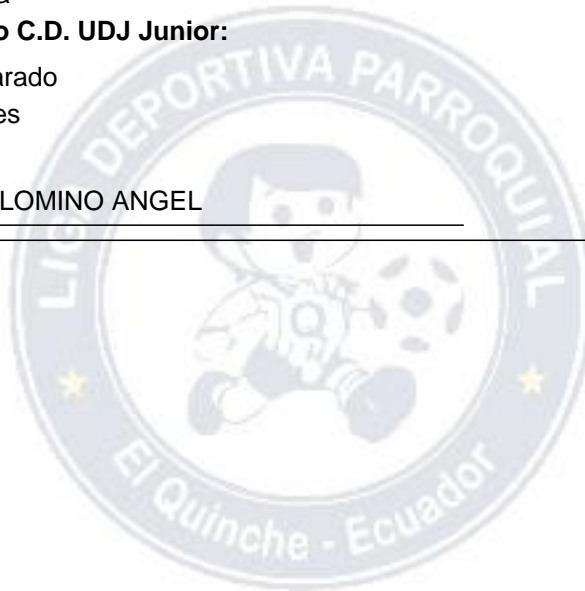 o C.D. UDJ Junior:
arado
es
LOMINO ANGEL
LIGA DEPORTIVA PARROQUIAL
Q
El Quinche - Ecuador